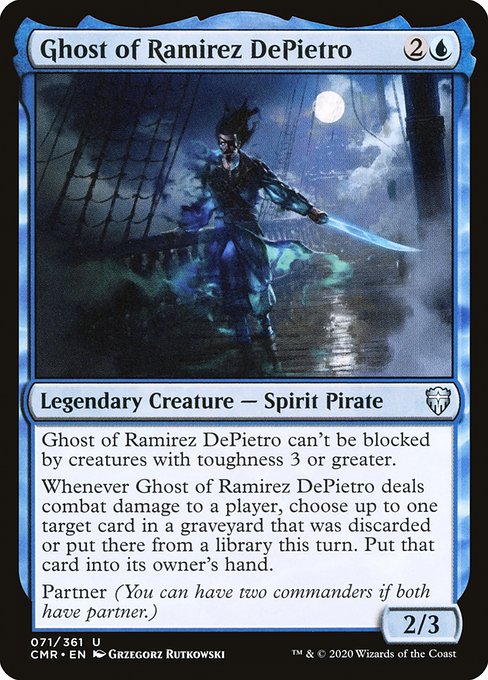 Ghost of Ramirez DePietro 2
Legendary Creature — Spirit Pirate
Ghost of Ramirez DePietro can't be blocked
by creatures with toughness 3 or greater.
Whenever Ghost of Ramirez DePietro deals
combat damage to a player, choose up to one
target card in a graveyard that was discarded
or put there from a library this turn. Put that
card into its owner's hand.
Partner (You can have two commanders if both
have partner.)
2/3
071/361 U
CMR • EN Grzegorz Rutkowski
™ & © 2020 Wizards of the Coast